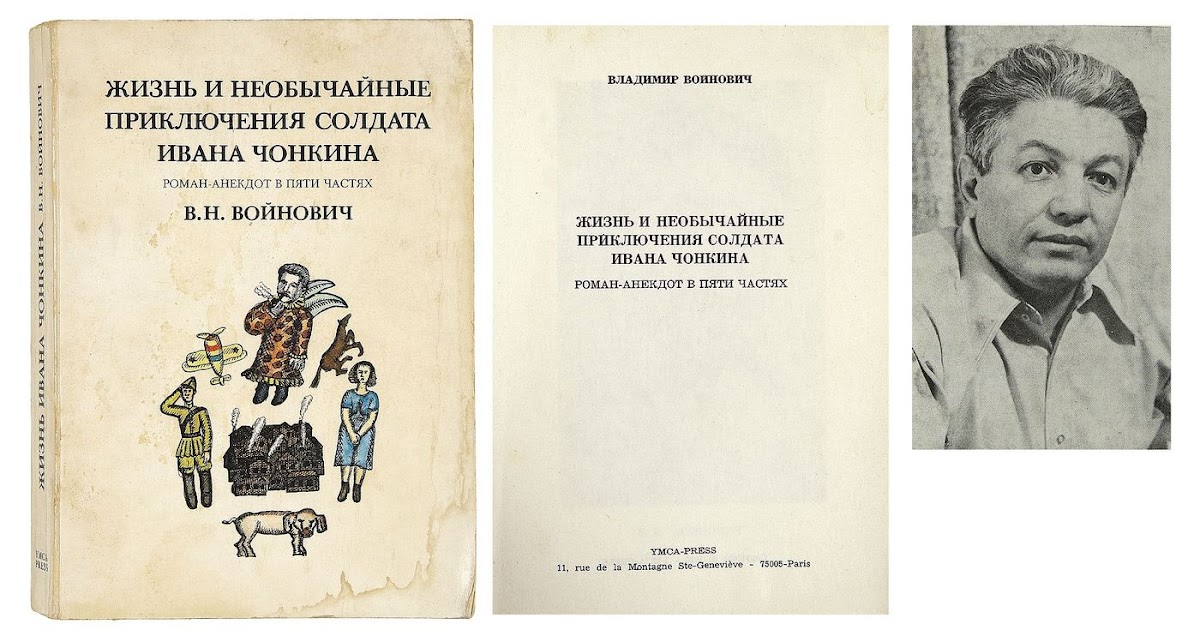 ЖИЗНЬ ИВАНА ЧОНКИНА В.Н. ВОЙНОВИЧ
YMCA
PRESS
ЖИЗНЬ И НЕОБЫЧАЙНЫЕ
ПРИКЛЮЧЕНИЯ СОЛДАТА
ИВАНА ЧОНКИНА
РОМАН-АНЕКДОТ В ПЯТИ ЧАСТЯХ
В.Н. ВОЙНОВИЧ
ВЛАДИМИР ВОИНОВИЧ
ЖИЗНЬ И НЕОБЫЧАЙНЫЕ
ПРИКЛЮЧЕНИЯ СОЛДАТА
ИВАНА ЧОНКИНА
РОМАН-АНЕКДОТ В ПЯТИ ЧАСТЯХ
YMCA-PRESS
11, rue de la Montagne Ste-Geneviève - 75005-Paris